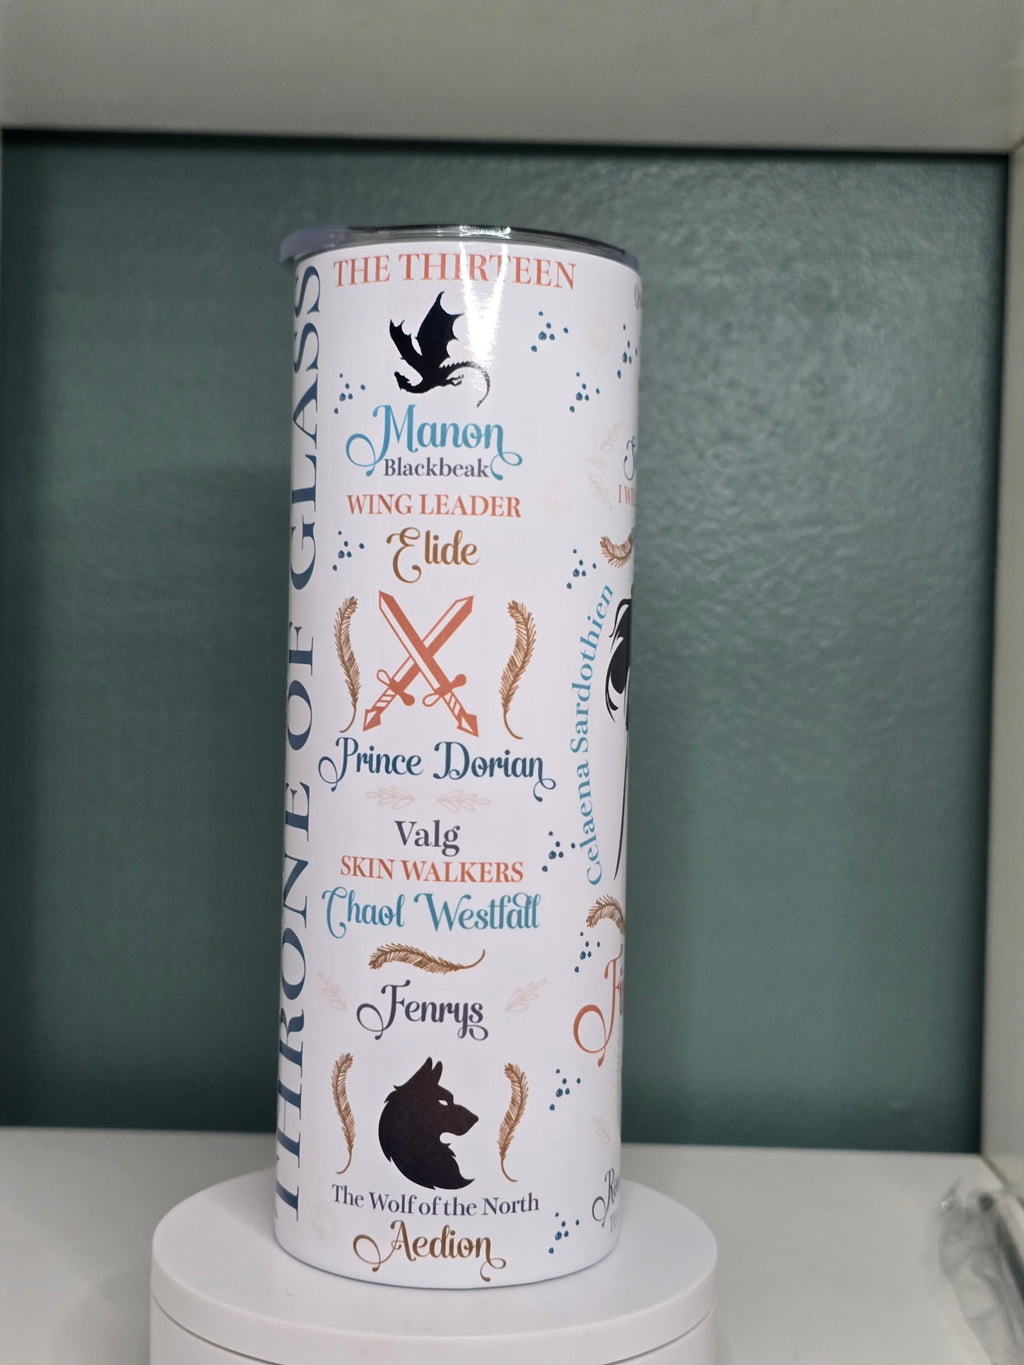 THRONE OF GLASS
THE THIRTEEN
Manon
Blackbeak
WING LEADER
Elide
Prince Dorian
Valg
SKIN WALKERS
Chaol Westfall
Fenrys
The Wolf of the North
Aedion
Celaena Sardothien
I